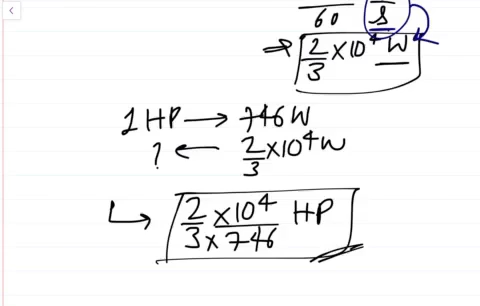 60 s
⇒ 2/3 ×10⁴ W
1 HP → 746 W
? ← 2/3 ×10⁴ W
↳ 2/3 × 10⁴/746 HP